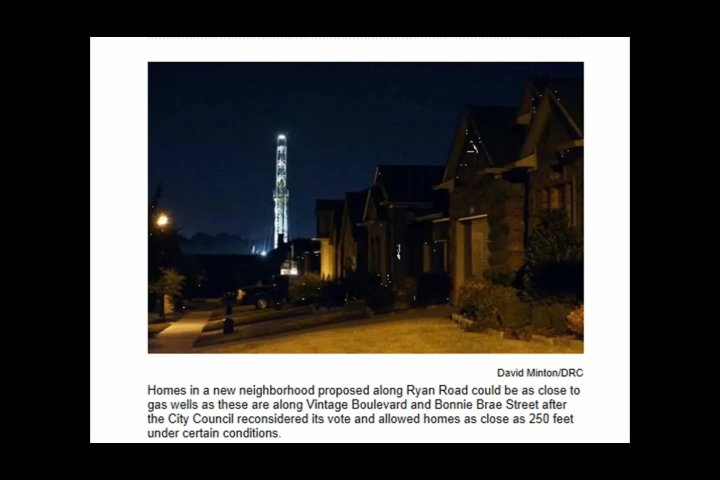 David Minton/DRC
Homes in a new neighborhood proposed along Ryan Road could be as close to
gas wells as these are along Vintage Boulevard and Bonnie Brae Street after
the City Council reconsidered its vote and allowed homes as close as 250 feet
under certain conditions.